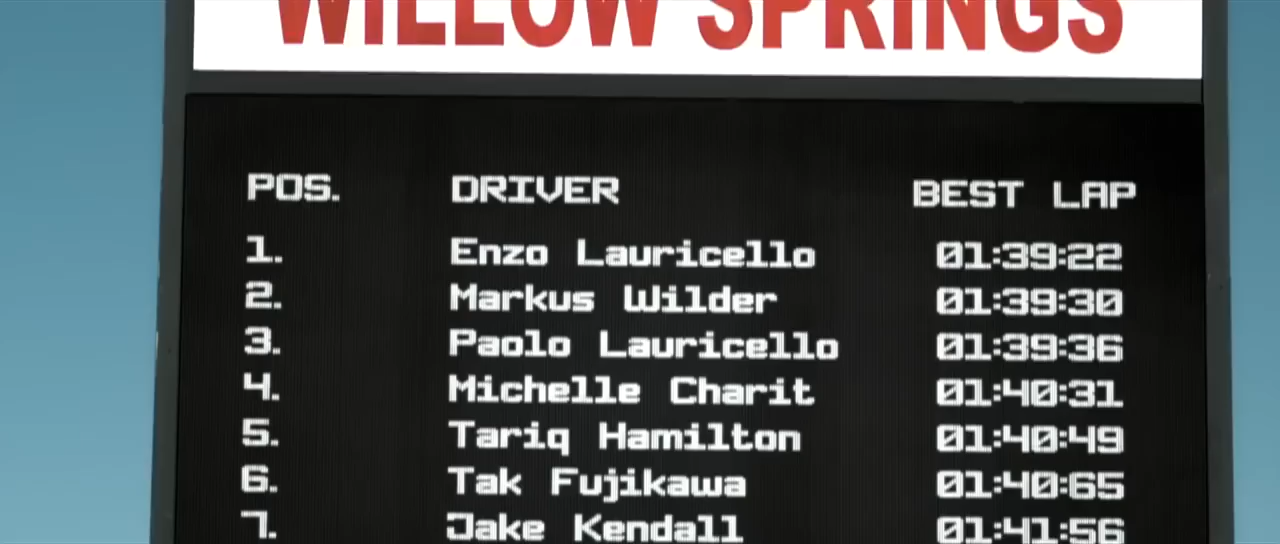 WILLOW SPRINGS
POS. DRIVER BEST LAP
1. Enzo Lauricello 01:39:22
2. Markus Wilder 01:39:30
3. Paolo Lauricello 01:39:36
4. Michelle Charit 01:40:31
5. Tariq Hamilton 01:40:49
6. Tak Fujikawa 01:40:65
7. Jake Kendall 01:41:56